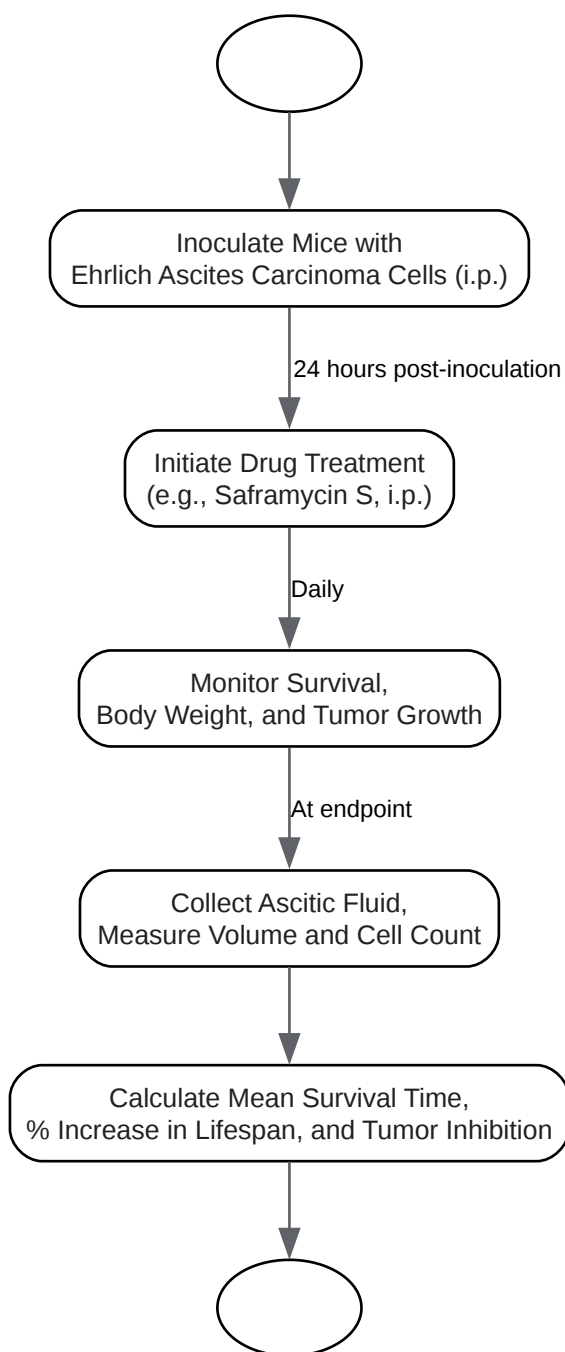 Inoculate Mice with
Ehrlich Ascites Carcinoma Cells (i.p.)
24 hours post-inoculation
Initiate Drug Treatment
(e.g., Saframycin S, i.p.)
Daily
Monitor Survival,
Body Weight, and Tumor Growth
At endpoint
Collect Ascitic Fluid,
Measure Volume and Cell Count
Calculate Mean Survival Time,
% Increase in Lifespan, and Tumor Inhibition